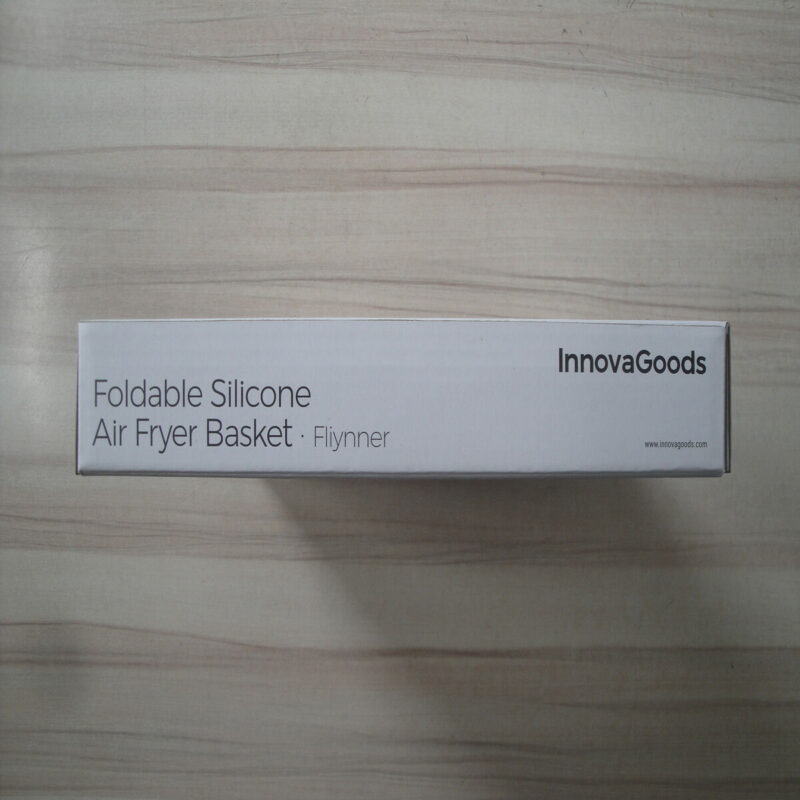 InnovaGoods
Foldable Silicone
Air Fryer Basket · Fliynner
www.innovagoods.com